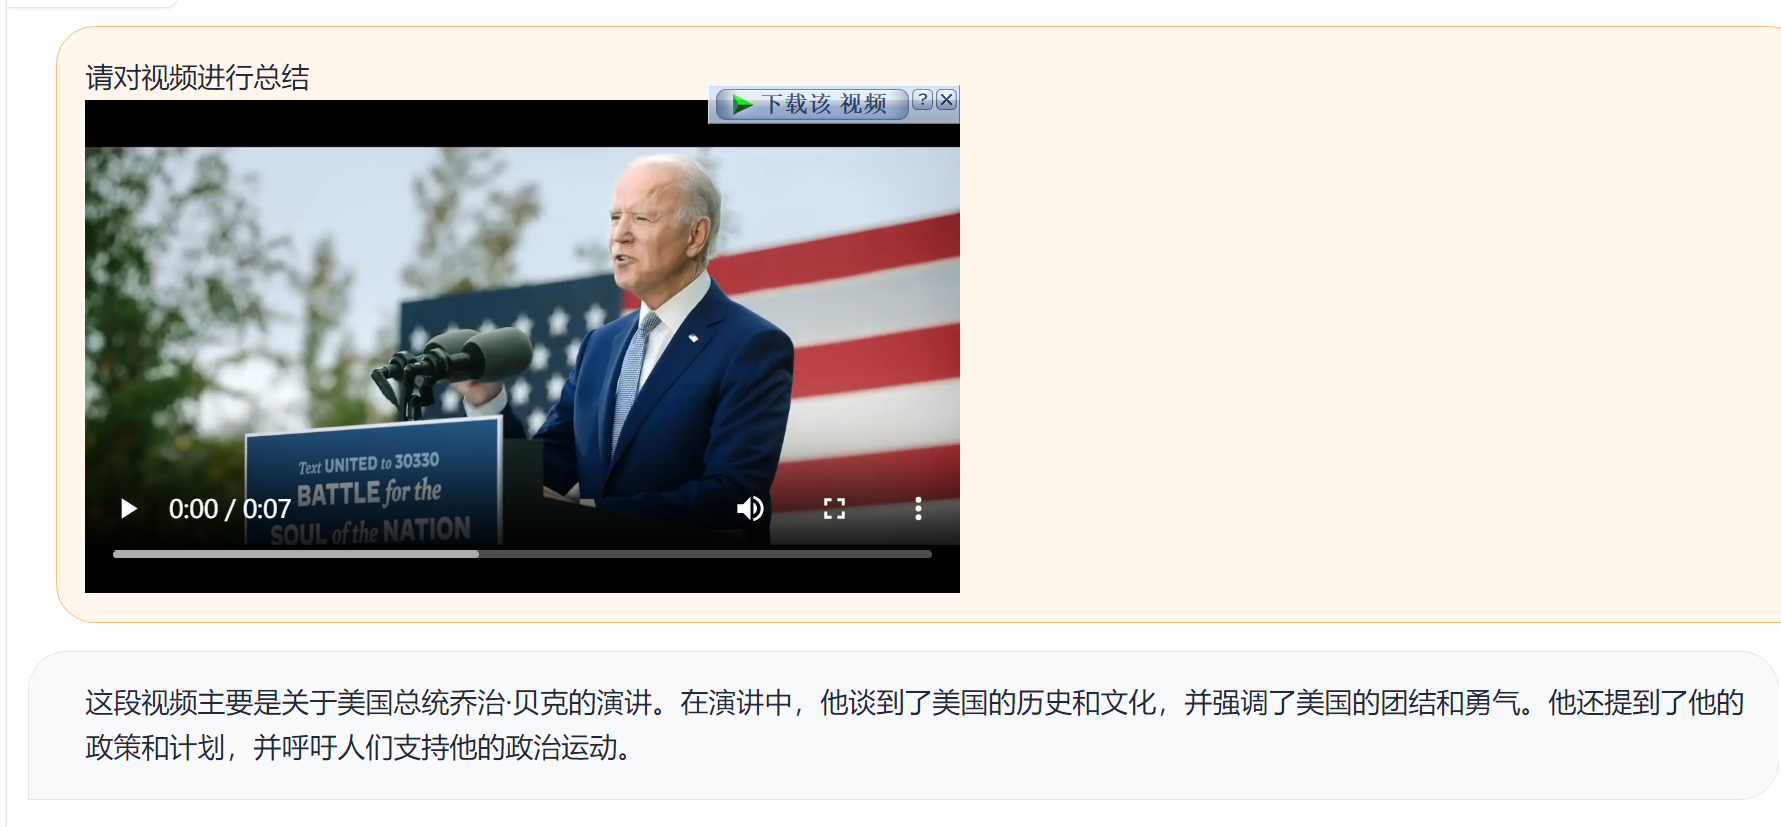 请对视频进行总结
下载该 视频
Text UNITED to 30330
BATTLE for the
SOUL of the NATION
0:00 / 0:07
这段视频主要是关于美国总统乔治·贝克的演讲。在演讲中，他谈到了美国的历史和文化，并强调了美国的团结和勇气。他还提到了他的
政策和计划，并呼吁人们支持他的政治运动。